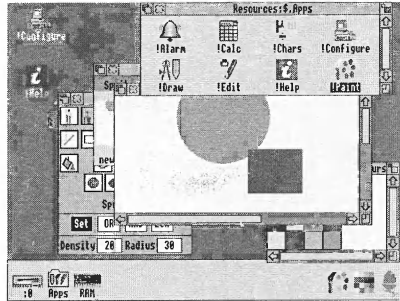 Resources:$.Apps
!Configure
!Alarm !Calc !Chars !Configure
!Help
!Draw !Edit !Help !Paint
new
urs
Set OR
Density 20 Radius 30
:0 Apps RAM